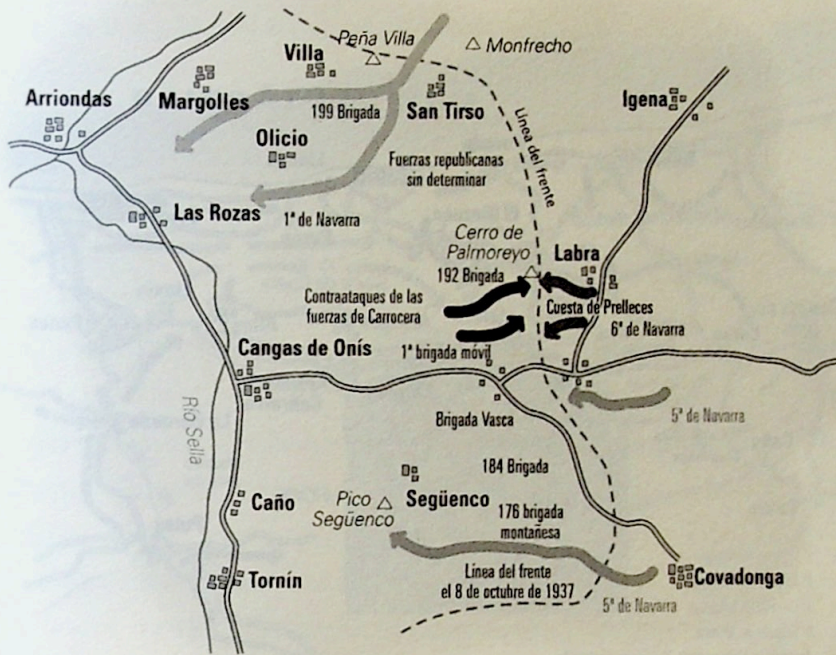 Peña Villa
Monfrecho
Villa
Arriondas
Margolles
199 Brigada
San Tirso
Igena
Olicio
Fuerzas republicanas
sin determinar
Línea del frente
Las Rozas
1ª de Navarra
Cerro de
Palmoreyo
Labra
192 Brigada
Contraataques de las
fuerzas de Carrocera
Cuesta de Prelleces
6ª de Navarra
Cangas de Onís
1ª brigada móvil
Río Sella
Brigada Vasca
5ª de Navarra
184 Brigada
Caño
Pico
Següenco
Següenco
176 brigada
montañesa
Tornín
Línea del frente
el 8 de octubre de 1937
Covadonga
5ª de Navarra